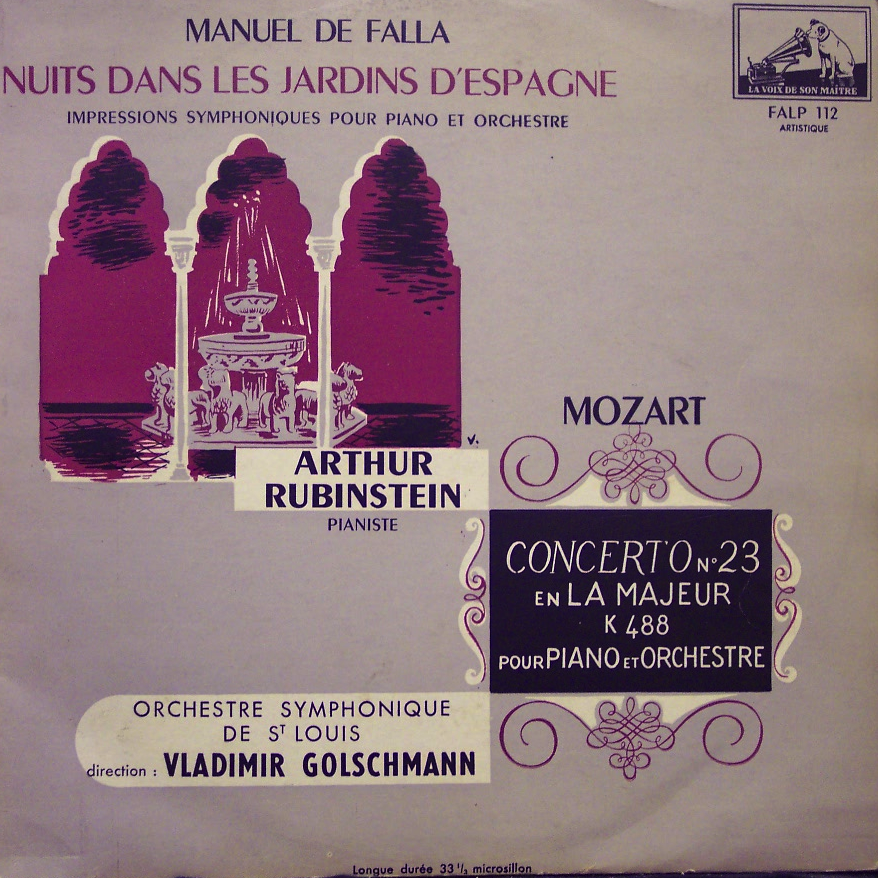 MANUEL DE FALLA
NUITS DANS LES JARDINS D'ESPAGNE
IMPRESSIONS SYMPHONIQUES POUR PIANO ET ORCHESTRE
LA VOIX DE SON MAITRE
FALP 112
ARTISTIQUE
V.
ARTHUR
RUBINSTEIN
PIANISTE
MOZART
CONCERTO N° 23
EN LA MAJEUR
K 488
POUR PIANO ET ORCHESTRE
ORCHESTRE SYMPHONIQUE
DE ST LOUIS
direction : VLADIMIR GOLSCHMANN
Longue durée 33 1/3 microsillon